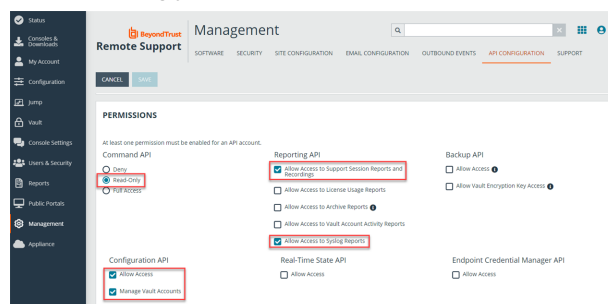 Status
BeyondTrust
Remote Support
Management
Consoles & Downloads
SOFTWARE SECURITY SITE CONFIGURATION EMAIL CONFIGURATION OUTBOUND EVENTS API CONFIGURATION SUPPORT
My Account
Configuration
CANCEL SAVE
Jump
Vault
PERMISSIONS
Console Settings
At least one permission must be enabled for an API account.
Command API Reporting API Backup API
Users & Security
Deny
Allow Access to Support Session Reports and
Recordings
Allow Access
Read-Only
Full Access
Reports
Allow Access to License Usage Reports
Allow Vault Encryption Key Access
Public Portals
Allow Access to Archive Reports
Management
Allow Access to Vault Account Activity Reports
Allow Access to Syslog Reports
Appliance
Configuration API Real-Time State API Endpoint Credential Manager API
Allow Access Allow Access Allow Access
Manage Vault Accounts